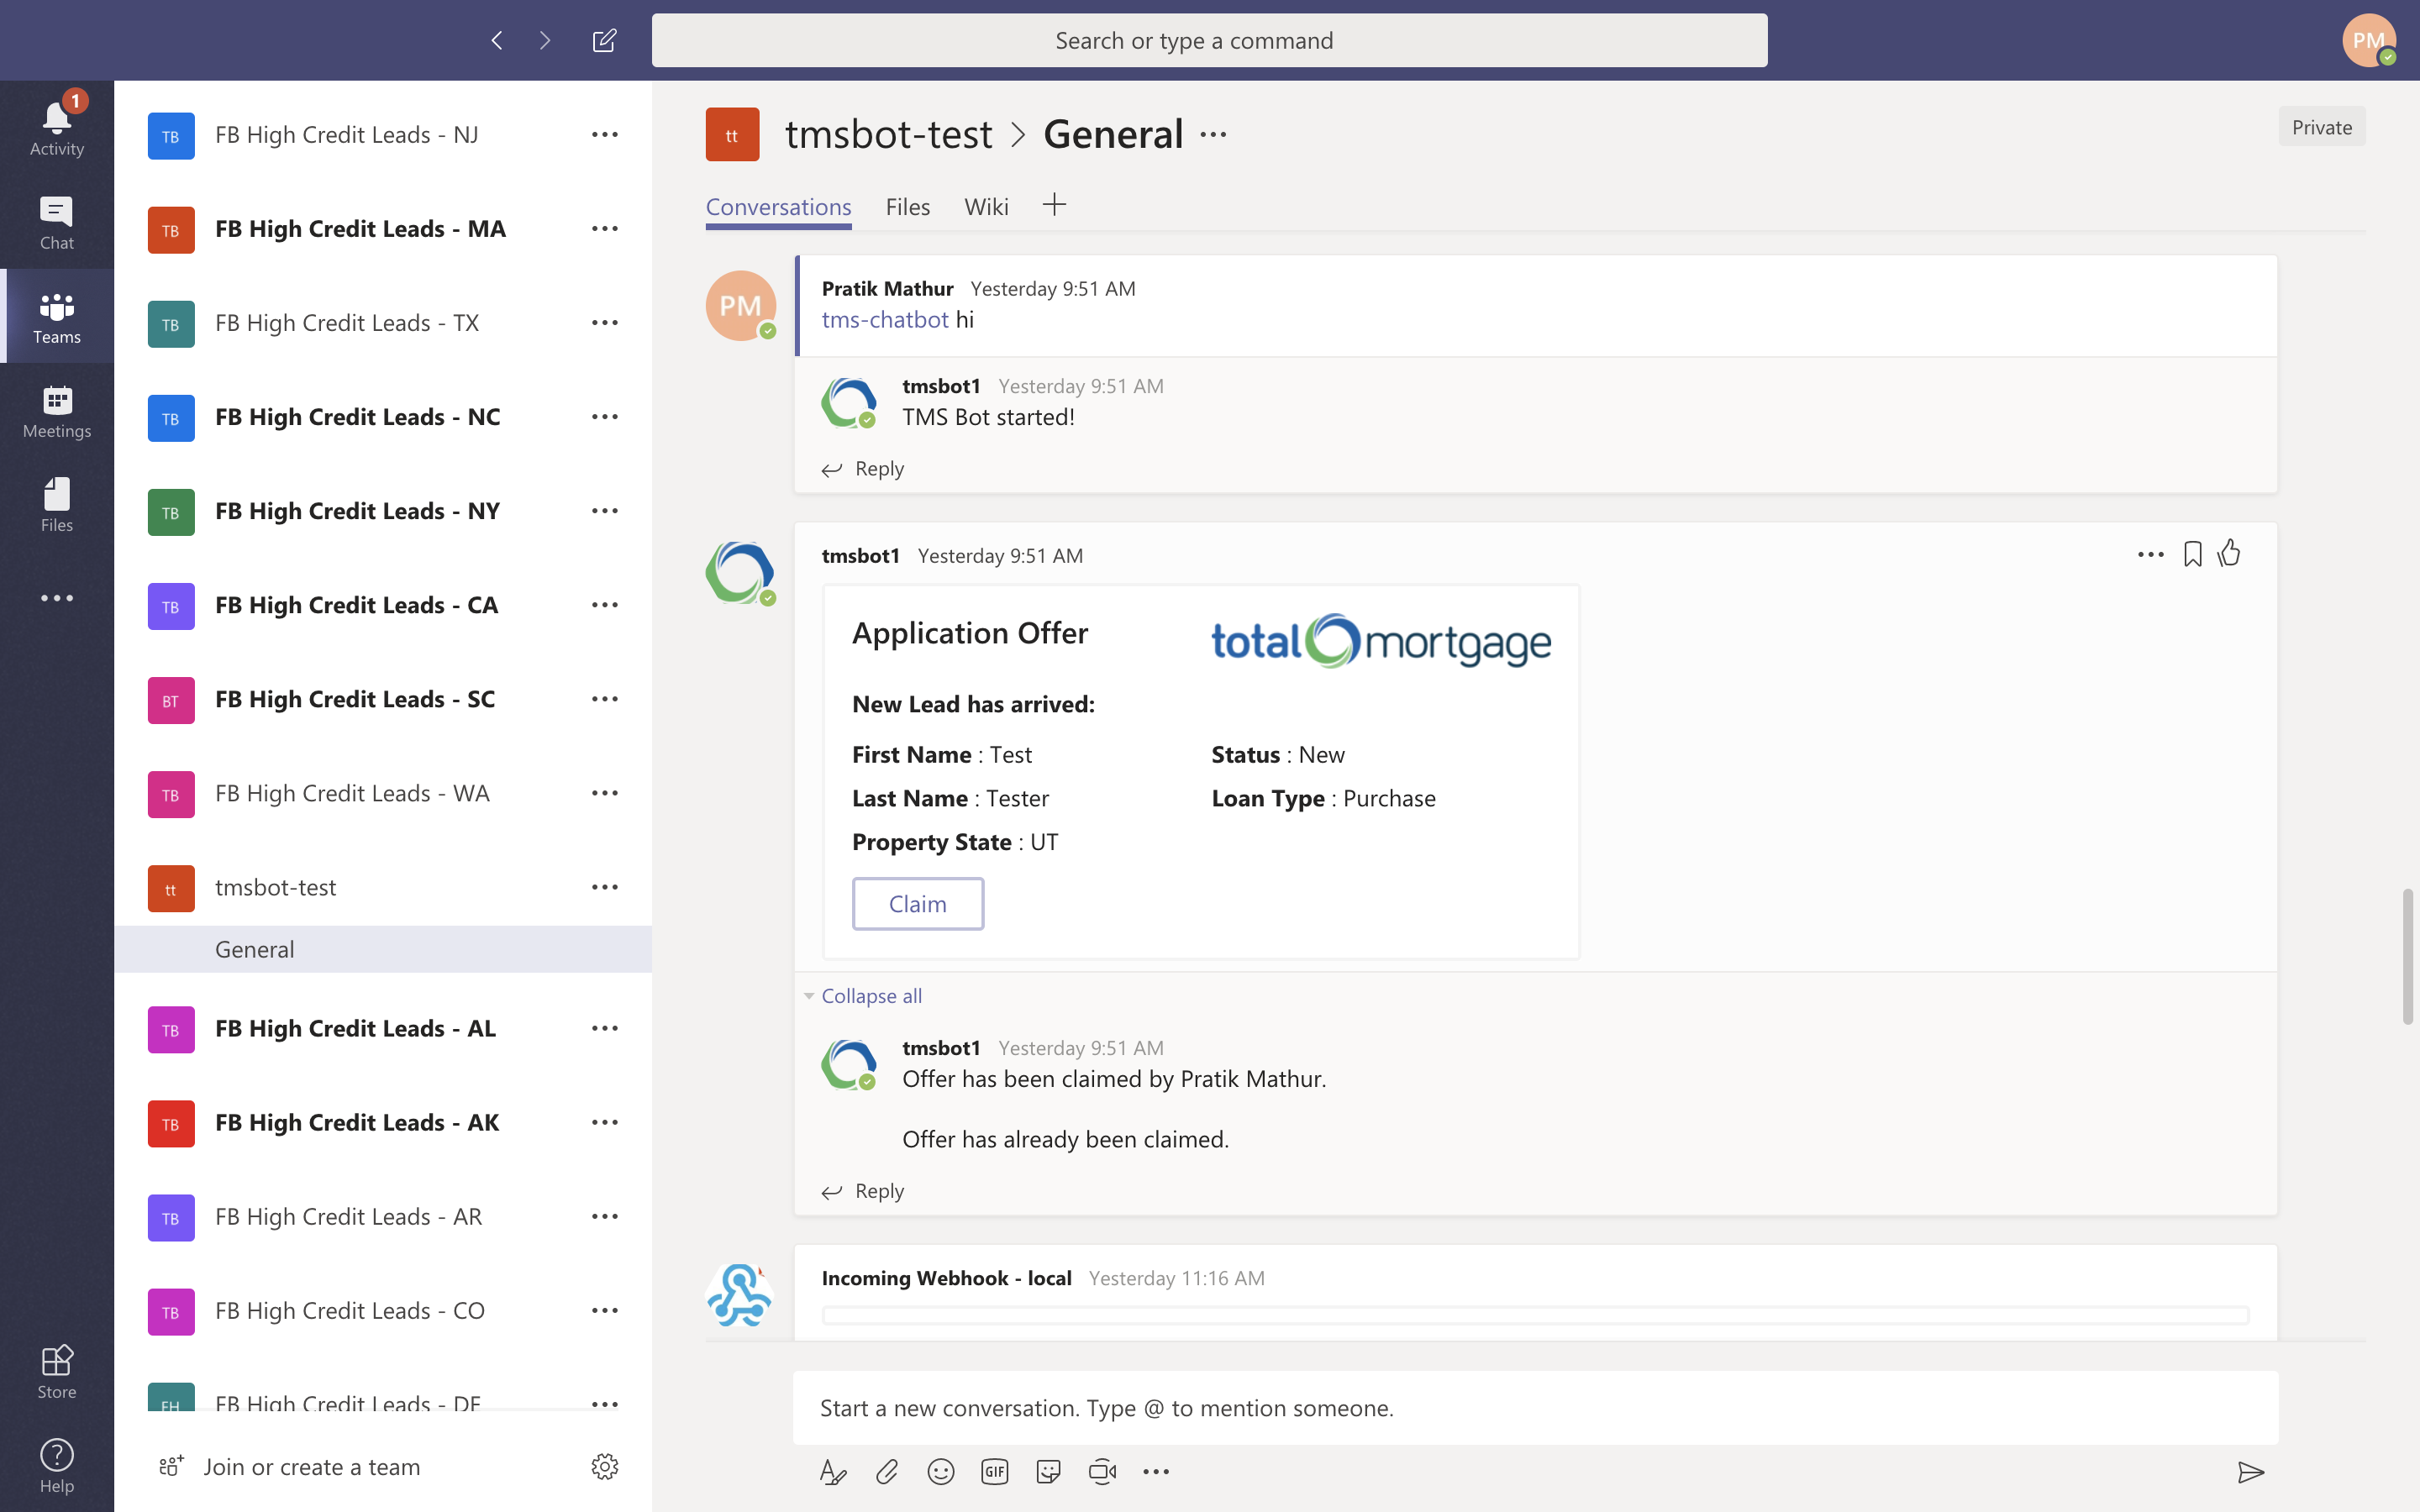 Search or type a command
PM
1
Activity
Chat
Teams
Meetings
Files
Store
Help
TB FB High Credit Leads - NJ
TB FB High Credit Leads - MA
TB FB High Credit Leads - TX
TB FB High Credit Leads - NC
TB FB High Credit Leads - NY
TB FB High Credit Leads - CA
BT FB High Credit Leads - SC
TB FB High Credit Leads - WA
tt tmsbot-test
General
TB FB High Credit Leads - AL
TB FB High Credit Leads - AK
TB FB High Credit Leads - AR
TB FB High Credit Leads - CO
FH FB High Credit Leads - DE
Join or create a team
tt tmsbot-test > General
Private
Conversations Files Wiki
PM
Pratik Mathur Yesterday 9:51 AM
tms-chatbot hi
tmsbot1 Yesterday 9:51 AM
TMS Bot started!
Reply
tmsbot1 Yesterday 9:51 AM
Application Offer
total mortgage
New Lead has arrived:
First Name : Test Status : New
Last Name : Tester Loan Type : Purchase
Property State : UT
Claim
Collapse all
tmsbot1 Yesterday 9:51 AM
Offer has been claimed by Pratik Mathur.
Offer has already been claimed.
Reply
Incoming Webhook - local Yesterday 11:16 AM
Start a new conversation. Type @ to mention someone.
GIF